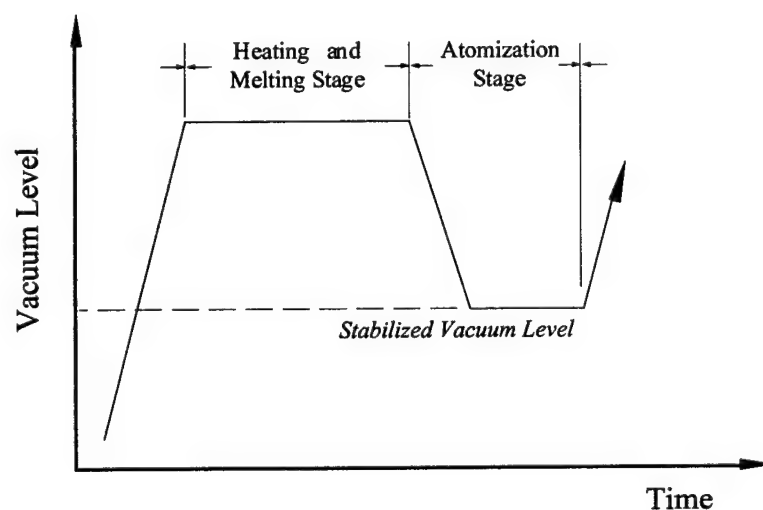 Heating and
Melting Stage
Atomization
Stage
Vacuum Level
Stabilized Vacuum Level
Time